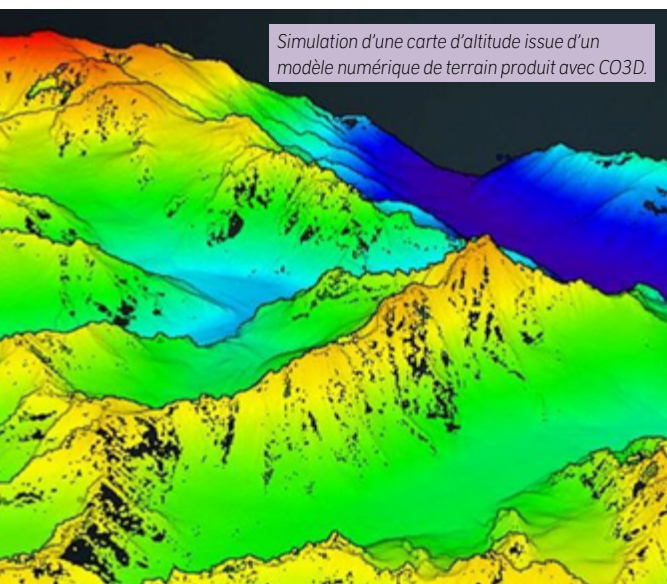 Simulation d'une carte d'altitude issue d'un
modèle numérique de terrain produit avec CO3D.